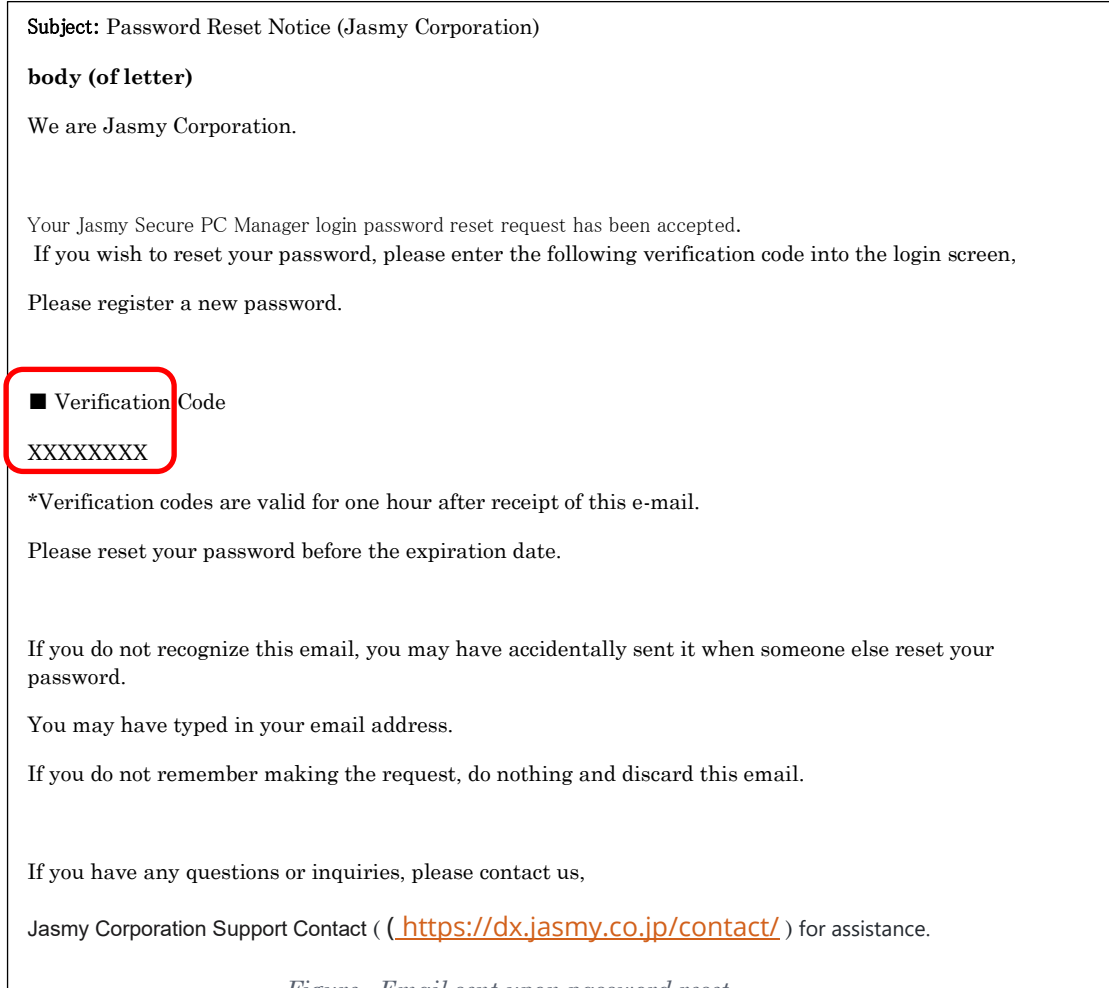 Subject: Password Reset Notice (Jasmy Corporation)
body (of letter)
We are Jasmy Corporation.
Your Jasmy Secure PC Manager login password reset request has been accepted.
If you wish to reset your password, please enter the following verification code into the login screen,
Please register a new password.
■ Verification Code
XXXXXXXX
*Verification codes are valid for one hour after receipt of this e-mail.
Please reset your password before the expiration date.
If you do not recognize this email, you may have accidentally sent it when someone else reset your
password.
You may have typed in your email address.
If you do not remember making the request, do nothing and discard this email.
If you have any questions or inquiries, please contact us,
Jasmy Corporation Support Contact ( ( https://dx.jasmy.co.jp/contact/ ) for assistance.
Figure Email sent upon password reset